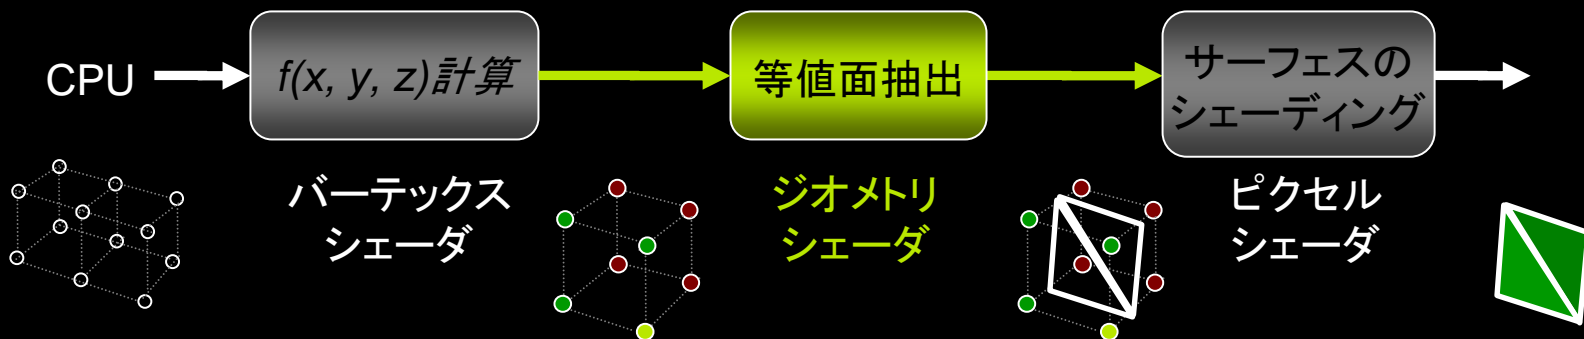 CPU
f(x, y, z)計算
等値面抽出
サーフェスの
シェーディング
バーテックス
シェーダ
ジオメトリ
シェーダ
ピクセル
シェーダ